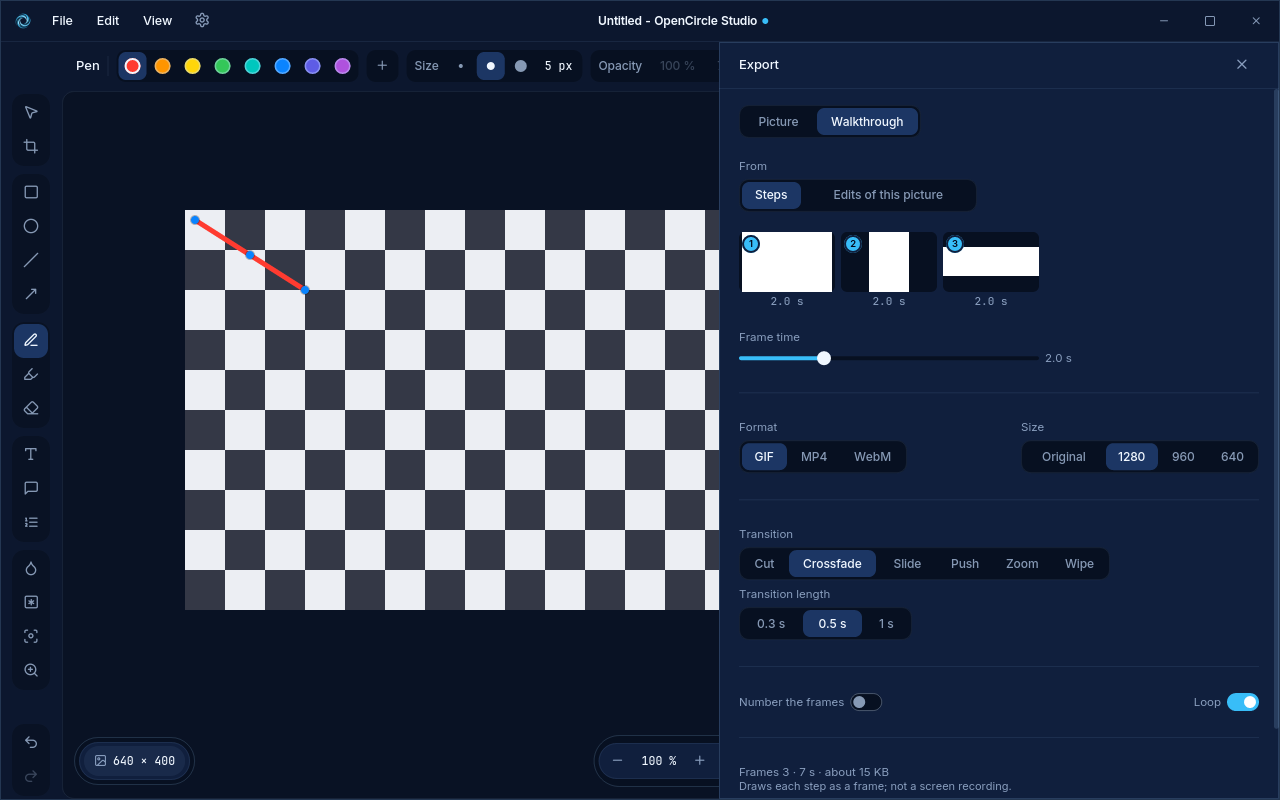 File Edit View
Untitled - OpenCircle Studio
Pen
Size
5 px
Opacity
100 %
Export
Picture Walkthrough
From
Steps Edits of this picture
1 2 3
2.0 s 2.0 s 2.0 s
Frame time
2.0 s
Format Size
GIF MP4 WebM Original 1280 960 640
Transition
Cut Crossfade Slide Push Zoom Wipe
Transition length
0.3 s 0.5 s 1 s
Number the frames Loop
640 × 400
100 %
Frames 3 · 7 s · about 15 KB
Draws each step as a frame; not a screen recording.